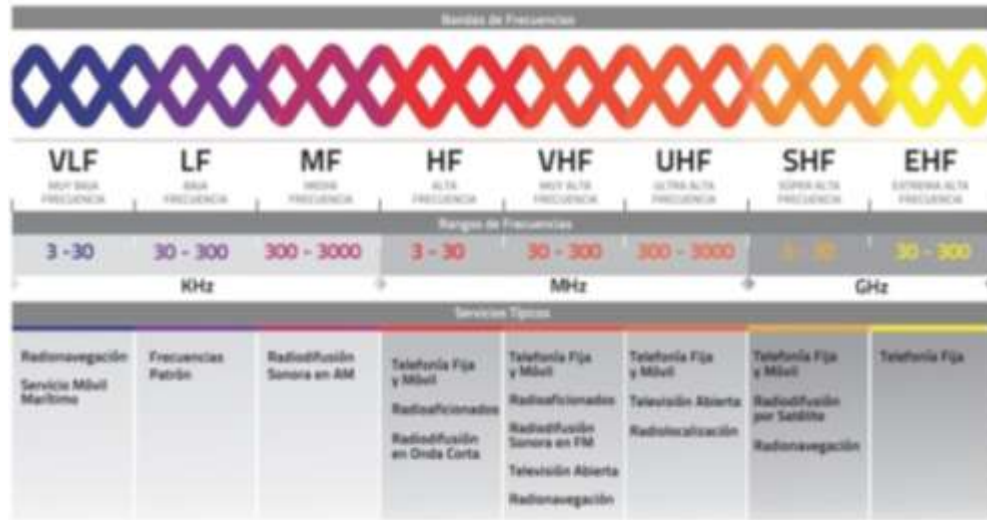 Bandas de Frecuencias
VLF
MUY BAJA
FRECUENCIA
LF
BAJA
FRECUENCIA
MF
MEDIA
FRECUENCIA
HF
ALTA
FRECUENCIA
VHF
MUY ALTA
FRECUENCIA
UHF
ULTRA ALTA
FRECUENCIA
SHF
SÚPER ALTA
FRECUENCIA
EHF
EXTREMA ALTA
FRECUENCIA
Rangos de Frecuencias
3 -30
30 - 300
300 - 3000
3 - 30
30 - 300
300 - 3000
3 - 30
30 - 300
KHz
MHz
GHz
Servicios Típicos
Radionavegación
Servicio Móvil
Marítimo
Frecuencias
Patrón
Radiodifusión
Sonora en AM
Telefonía Fija
y Móvil
Radioaficionados
Radiodifusión
en Onda Corta
Telefonía Fija
y Móvil
Radioaficionados
Radiodifusión
Sonora en FM
Televisión Abierta
Radionavegación
Telefonía Fija
y Móvil
Televisión Abierta
Radiolocalización
Telefonía Fija
y Móvil
Radiodifusión
por Satélite
Radionavegación
Telefonía Fija